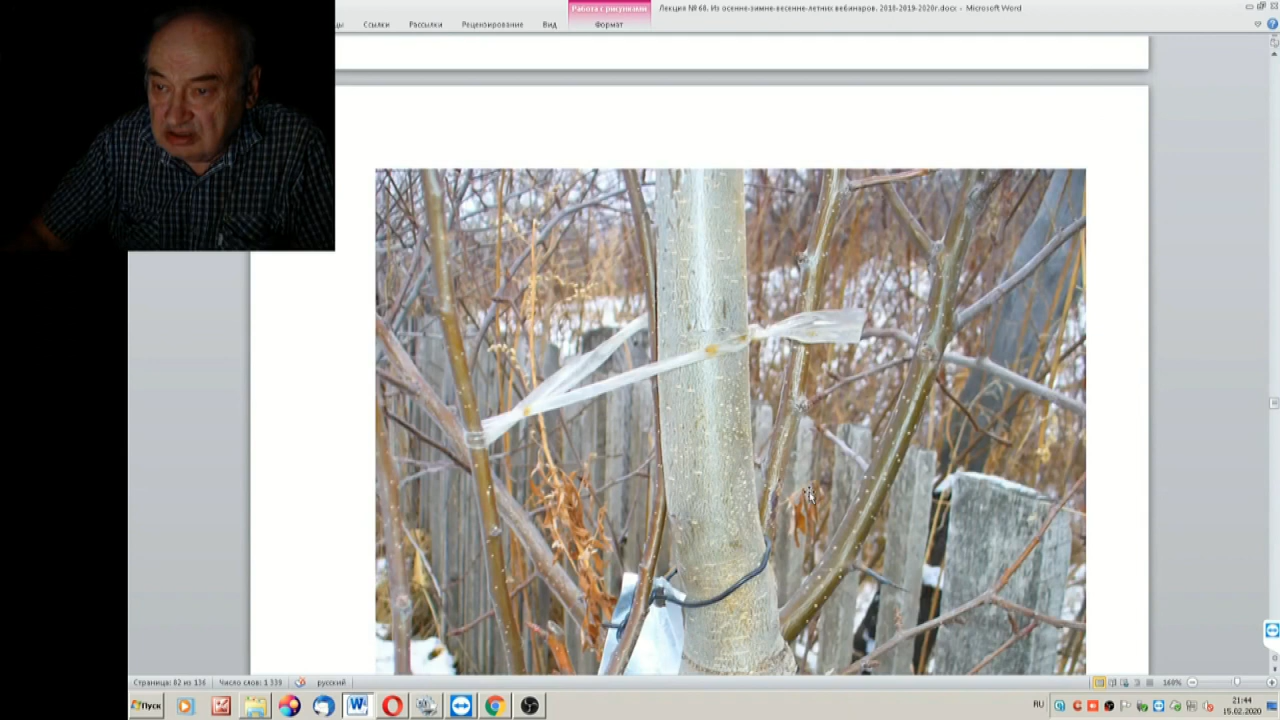 Работа с рисунками
Лекция № 68. Из осенне-зимне-весенне-летних вебинаров. 2018-2019-2020г.docx - Microsoft Word
Ссылки
Рассылки
Рецензирование
Вид
Формат
Страница: 82 из 136
Число слов: 1 339
русский
160%
Пуск
RU
21:44
15.02.2020